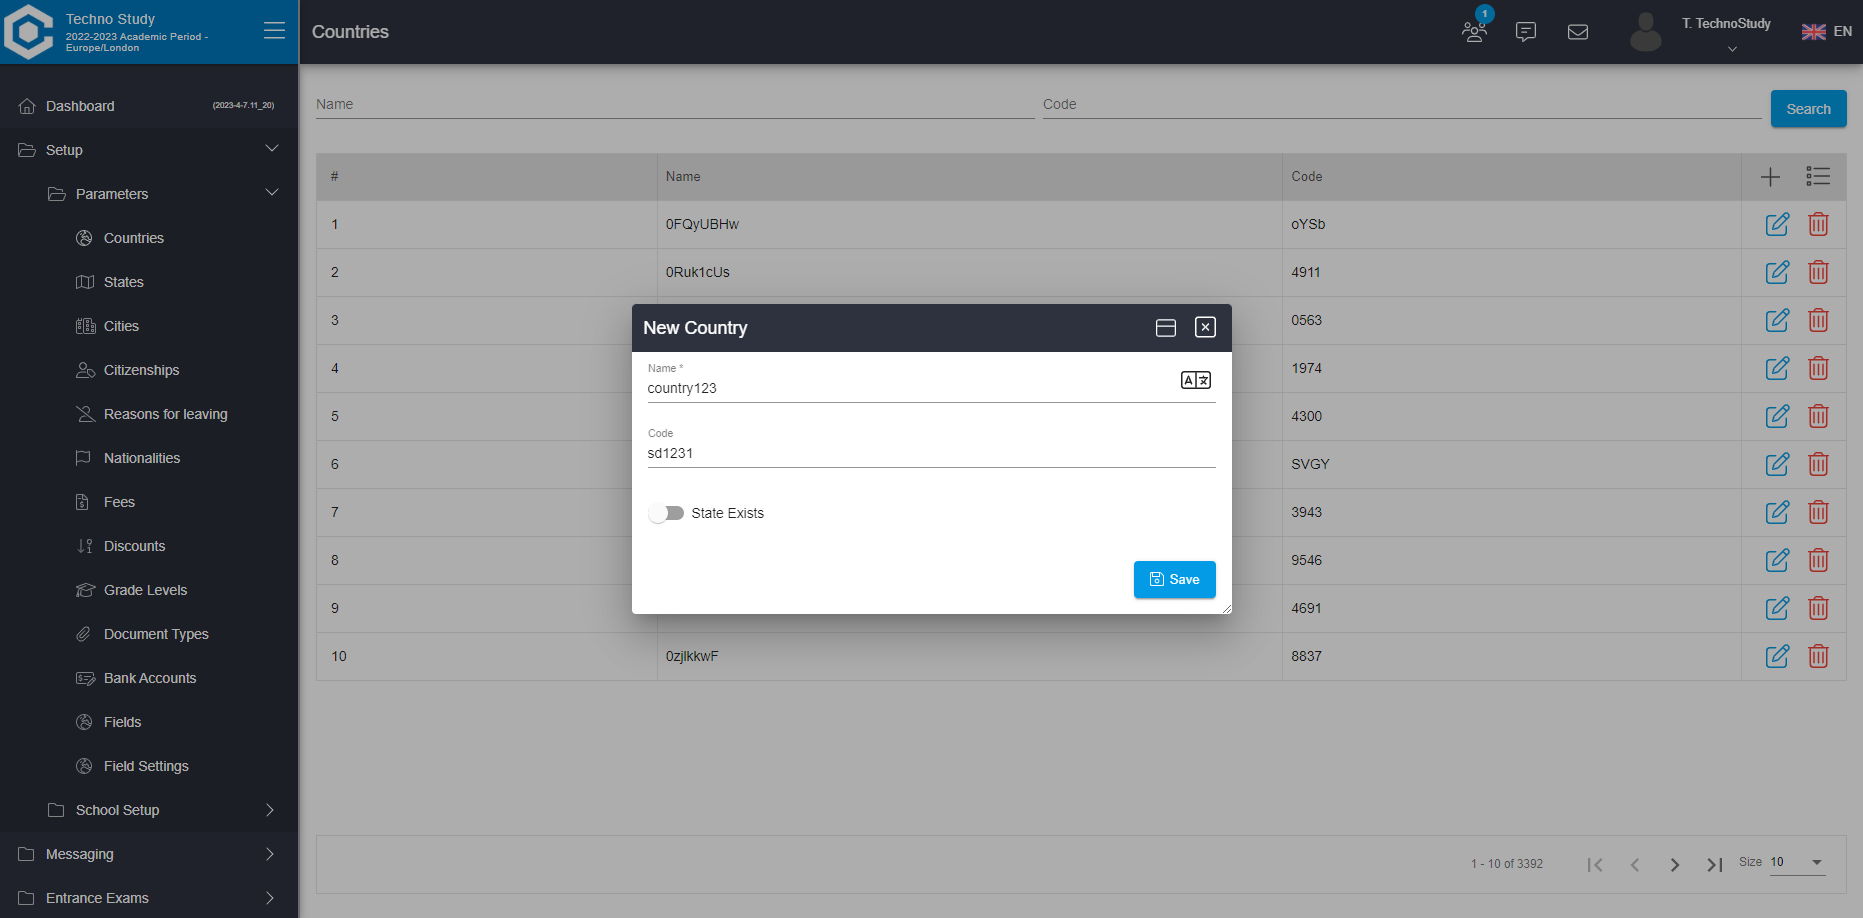 Techno Study
2022-2023 Academic Period -
Europe/London
Countries
1
T. TechnoStudy
EN
Dashboard
(2023-4-7.11_20)
Setup
Parameters
Countries
States
Cities
Citizenships
Reasons for leaving
Nationalities
Fees
Discounts
Grade Levels
Document Types
Bank Accounts
Fields
Field Settings
School Setup
Messaging
Entrance Exams
Name
Code
Search
# Name Code
1 0FQyUBHw oYSb
2 0Ruk1cUs 4911
3 0563
4 1974
5 4300
6 SVGY
7 3943
8 9546
9 4691
10 0zjlkkwF 8837
New Country
Name *
country123
A
Code
sd1231
State Exists
Save
1 - 10 of 3392
Size 10